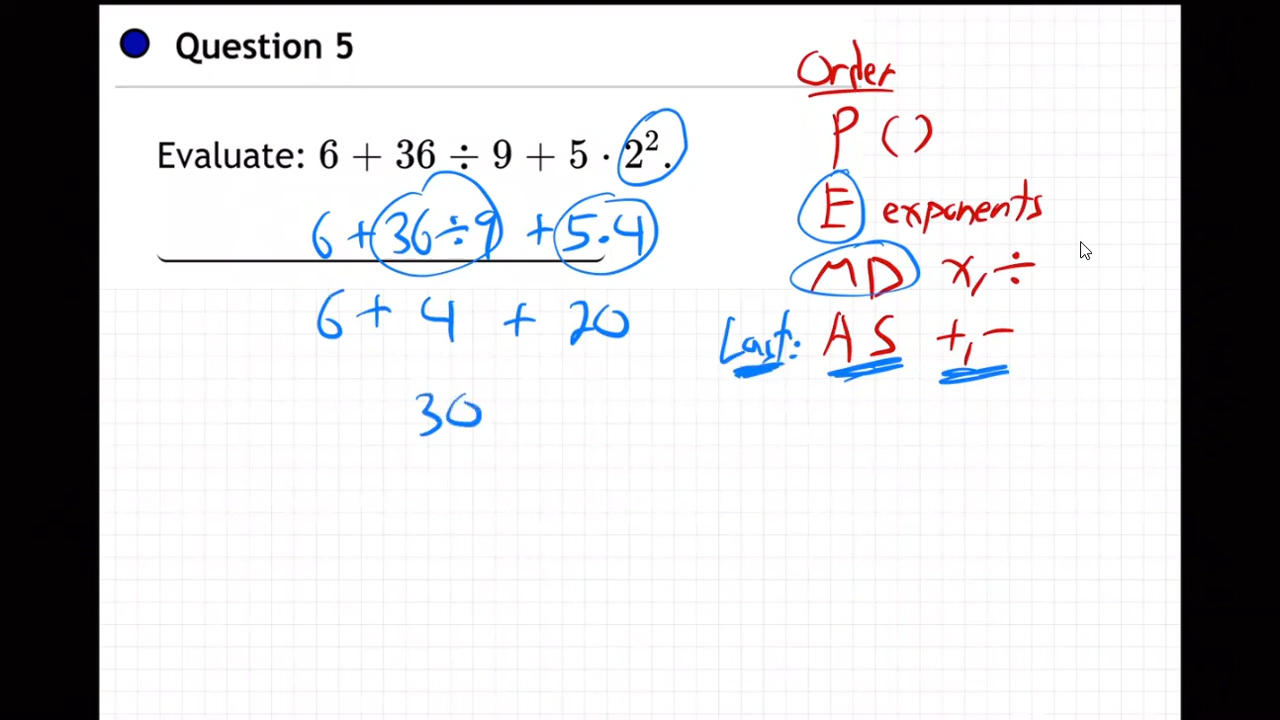 Question 5
Evaluate: 6 + 36 ÷ 9 + 5 · 2².
6 + 36 ÷ 9 + 5 · 4
6 + 4 + 20
30
Order
P ( )
E exponents
MD x, ÷
Last: A S +, −